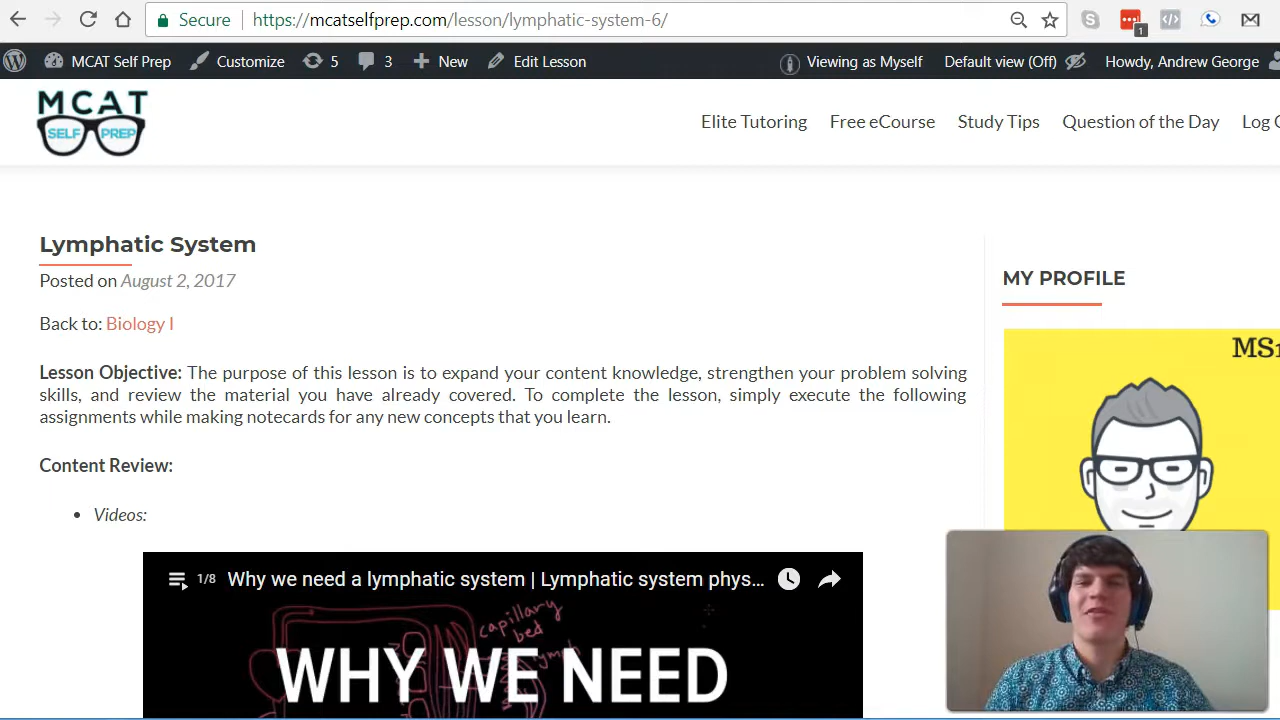 Secure
https://mcatselfprep.com/lesson/lymphatic-system-6/
1
MCAT Self Prep
Customize
5
3
New
Edit Lesson
Viewing as Myself
Default view (Off)
Howdy, Andrew George
MCAT
SELF PREP
Elite Tutoring
Free eCourse
Study Tips
Question of the Day
Log
Lymphatic System
Posted on August 2, 2017
Back to: Biology I
Lesson Objective: The purpose of this lesson is to expand your content knowledge, strengthen your problem solving
skills, and review the material you have already covered. To complete the lesson, simply execute the following
assignments while making notecards for any new concepts that you learn.
Content Review:
• Videos:
1/8 Why we need a lymphatic system | Lymphatic system phys...
capillary
bed
WHY WE NEED
MY PROFILE